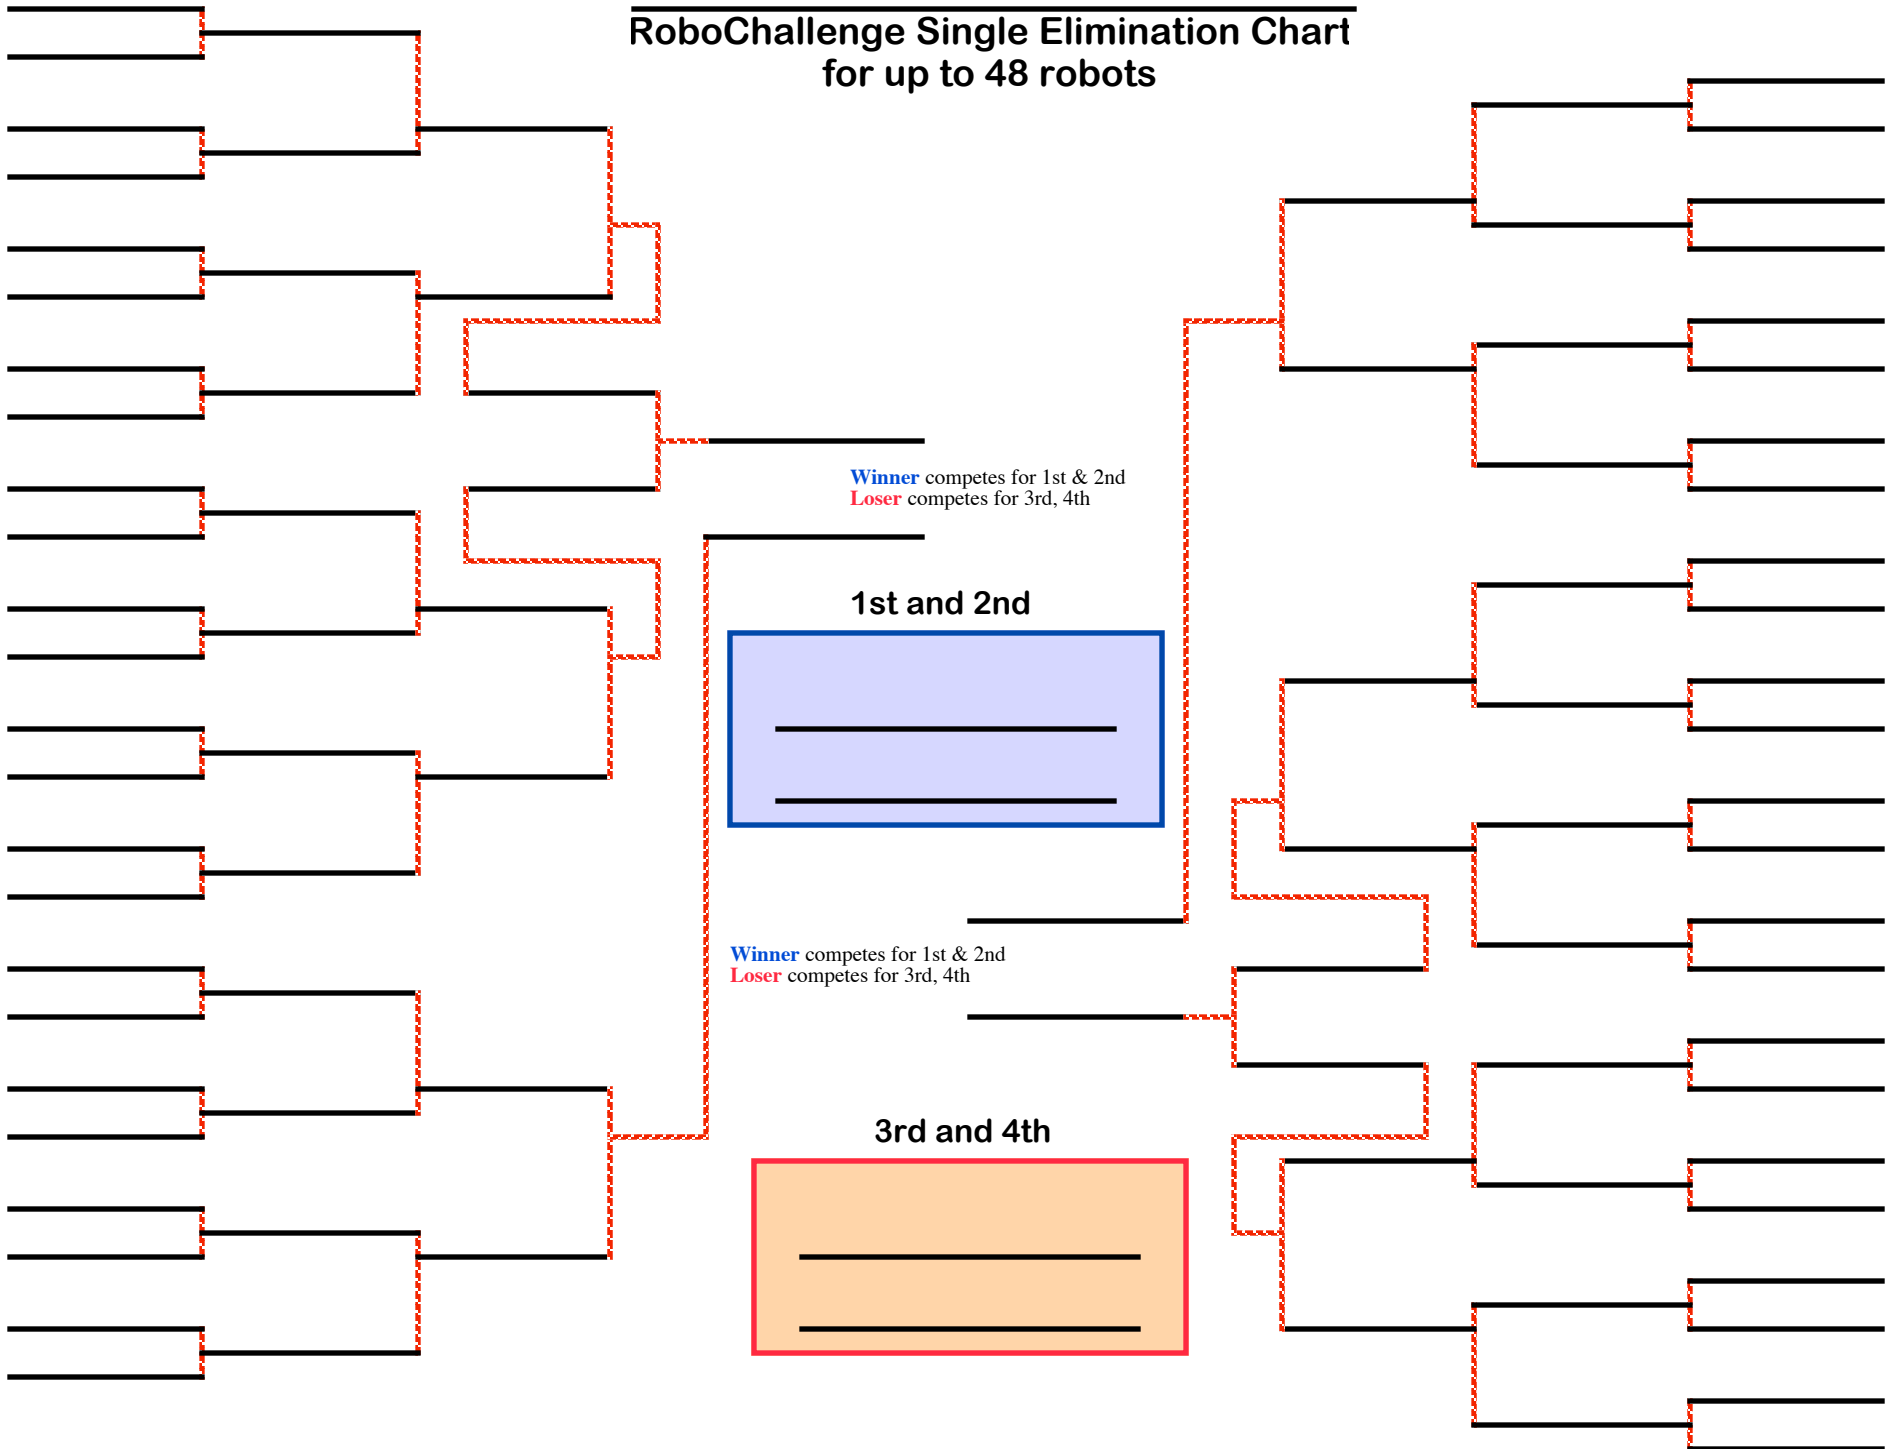 RoboChallenge Single Elimination Chart
for up to 48 robots
Winner competes for 1st & 2nd
Loser competes for 3rd, 4th
1st and 2nd
Winner competes for 1st & 2nd
Loser competes for 3rd, 4th
3rd and 4th